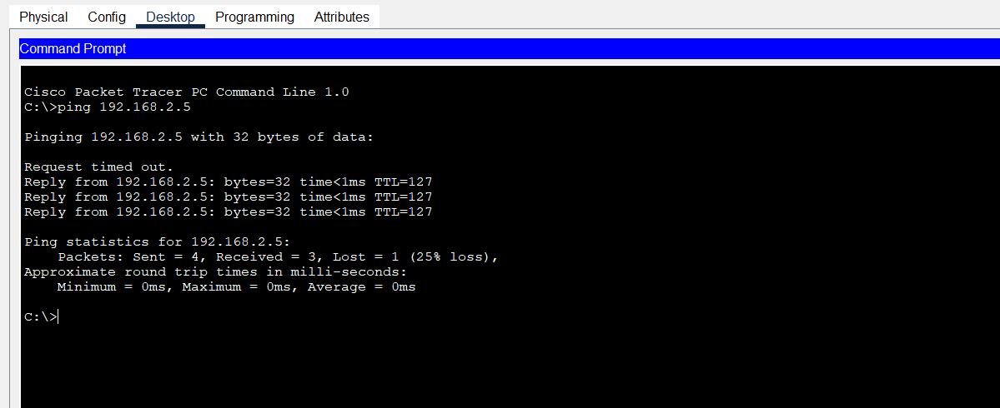 Physical Config Desktop Programming Attributes
Command Prompt
Cisco Packet Tracer PC Command Line 1.0
C:\>ping 192.168.2.5
Pinging 192.168.2.5 with 32 bytes of data:
Request timed out.
Reply from 192.168.2.5: bytes=32 time<1ms TTL=127
Reply from 192.168.2.5: bytes=32 time<1ms TTL=127
Reply from 192.168.2.5: bytes=32 time<1ms TTL=127
Ping statistics for 192.168.2.5:
Packets: Sent = 4, Received = 3, Lost = 1 (25% loss),
Approximate round trip times in milli-seconds:
Minimum = 0ms, Maximum = 0ms, Average = 0ms
C:\>